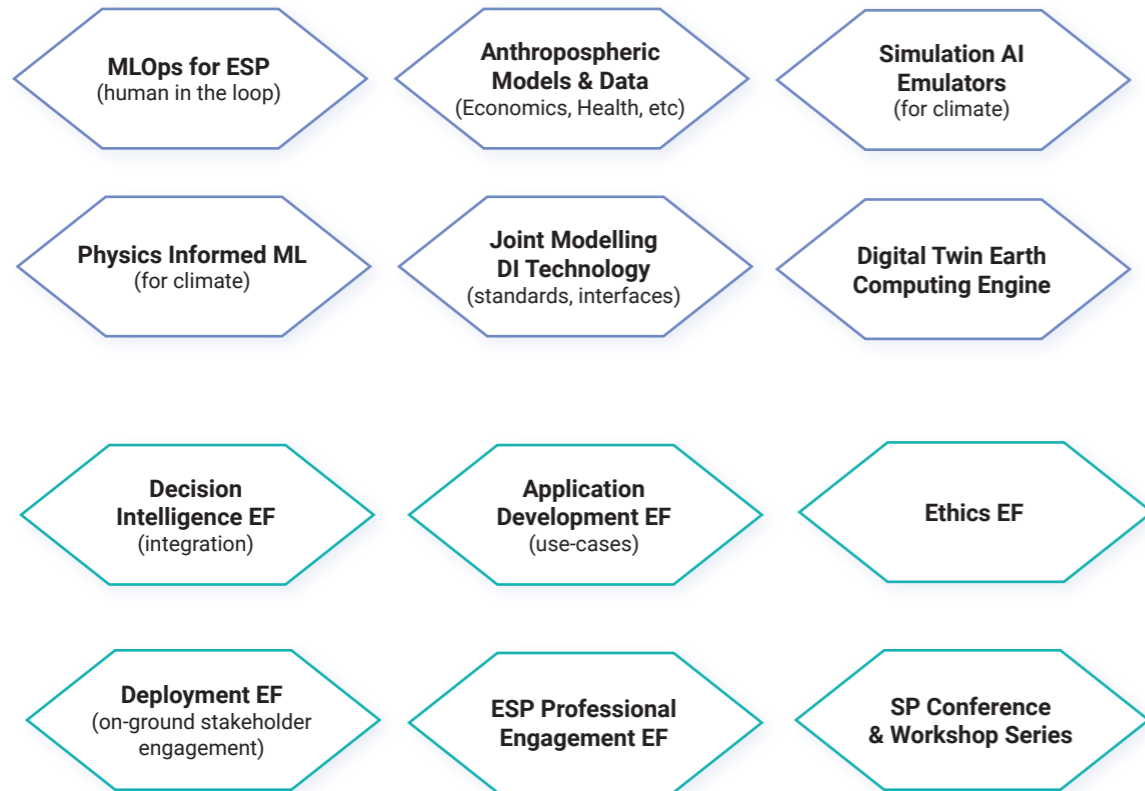 MLOps for ESP
(human in the loop)
Anthropospheric
Models & Data
(Economics, Health, etc)
Simulation AI
Emulators
(for climate)
Physics Informed ML
(for climate)
Joint Modelling
DI Technology
(standards, interfaces)
Digital Twin Earth
Computing Engine
Decision
Intelligence EF
(integration)
Application
Development EF
(use-cases)
Ethics EF
Deployment EF
(on-ground stakeholder
engagement)
ESP Professional
Engagement EF
SP Conference
& Workshop Series